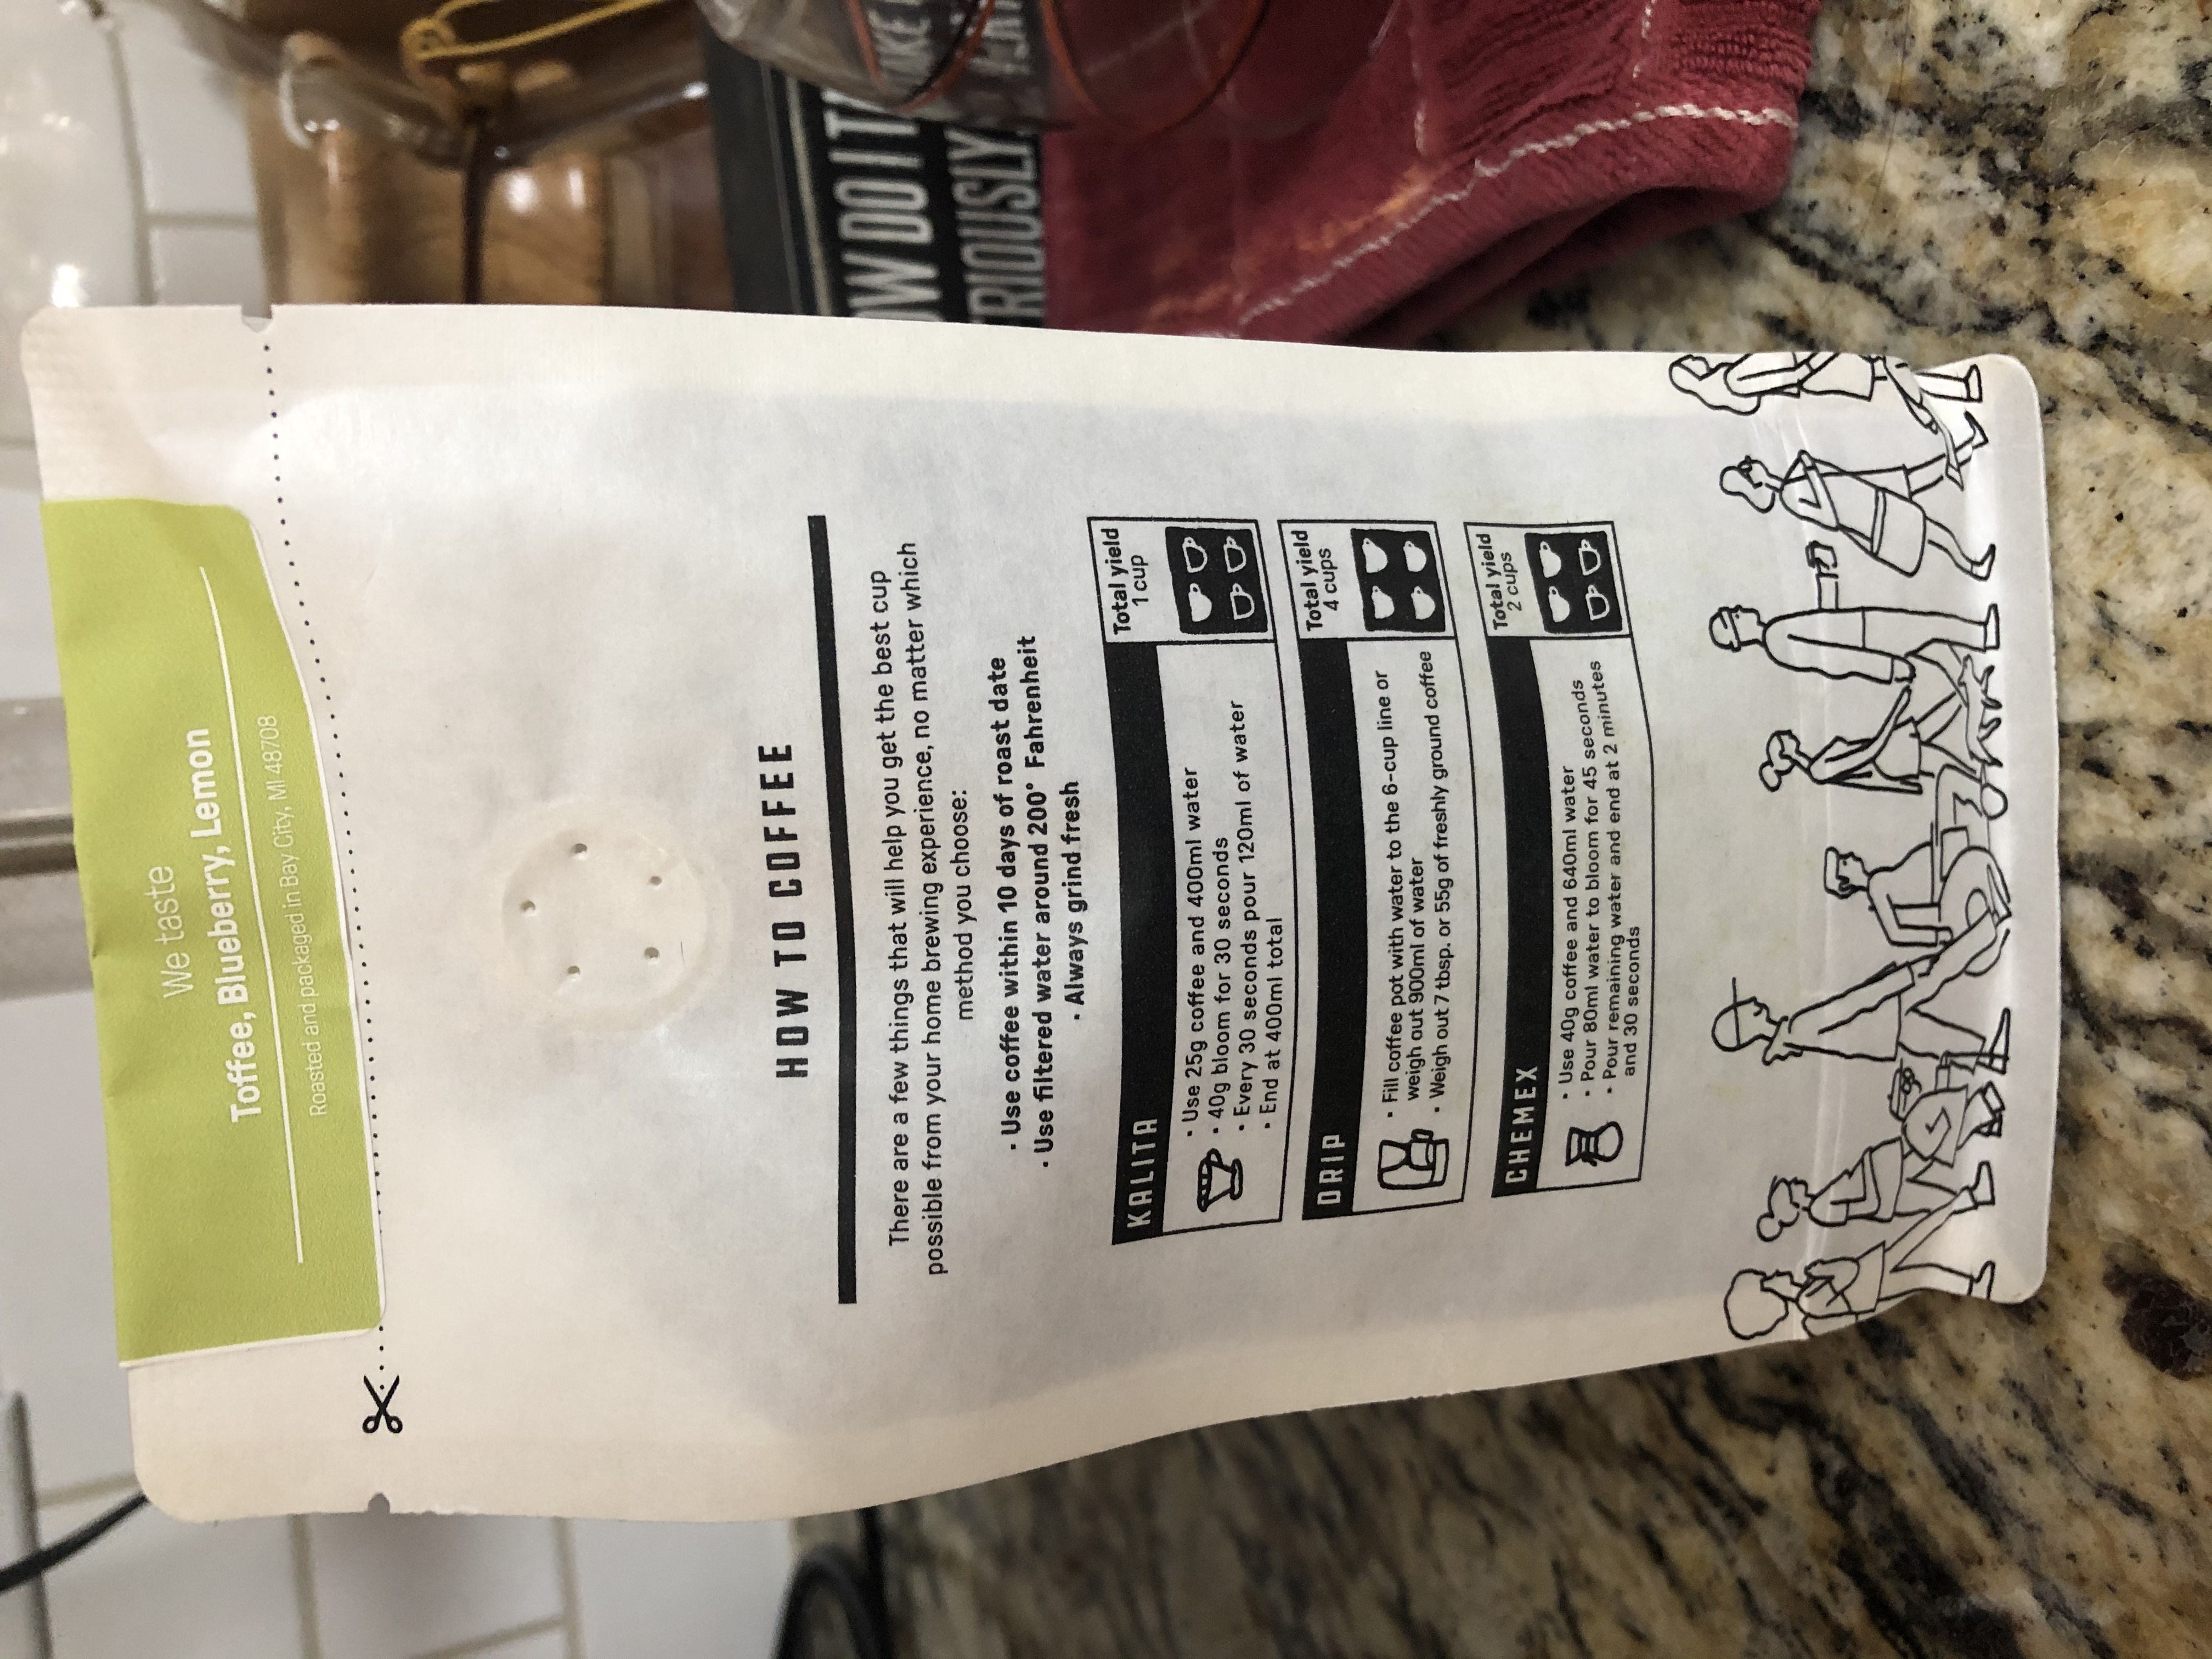 We taste
Toffee, Blueberry, Lemon
Roasted and packaged in Bay City, MI 48708
HOW TO COFFEE
There are a few things that will help you get the best cup
possible from your home brewing experience, no matter which
method you choose:
· Use coffee within 10 days of roast date
· Use filtered water around 200° Fahrenheit
· Always grind fresh
KALITA
· Use 25g coffee and 400ml water
· 40g bloom for 30 seconds
· Every 30 seconds pour 120ml of water
· End at 400ml total
Total yield
1 cup
DRIP
· Fill coffee pot with water to the 6-cup line or
weigh out 900ml of water
· Weigh out 7 tbsp. or 55g of freshly ground coffee
Total yield
4 cups
CHEMEX
· Use 40g coffee and 640ml water
· Pour 80ml water to bloom for 45 seconds
· Pour remaining water and end at 2 minutes
and 30 seconds
Total yield
2 cups
DO IT